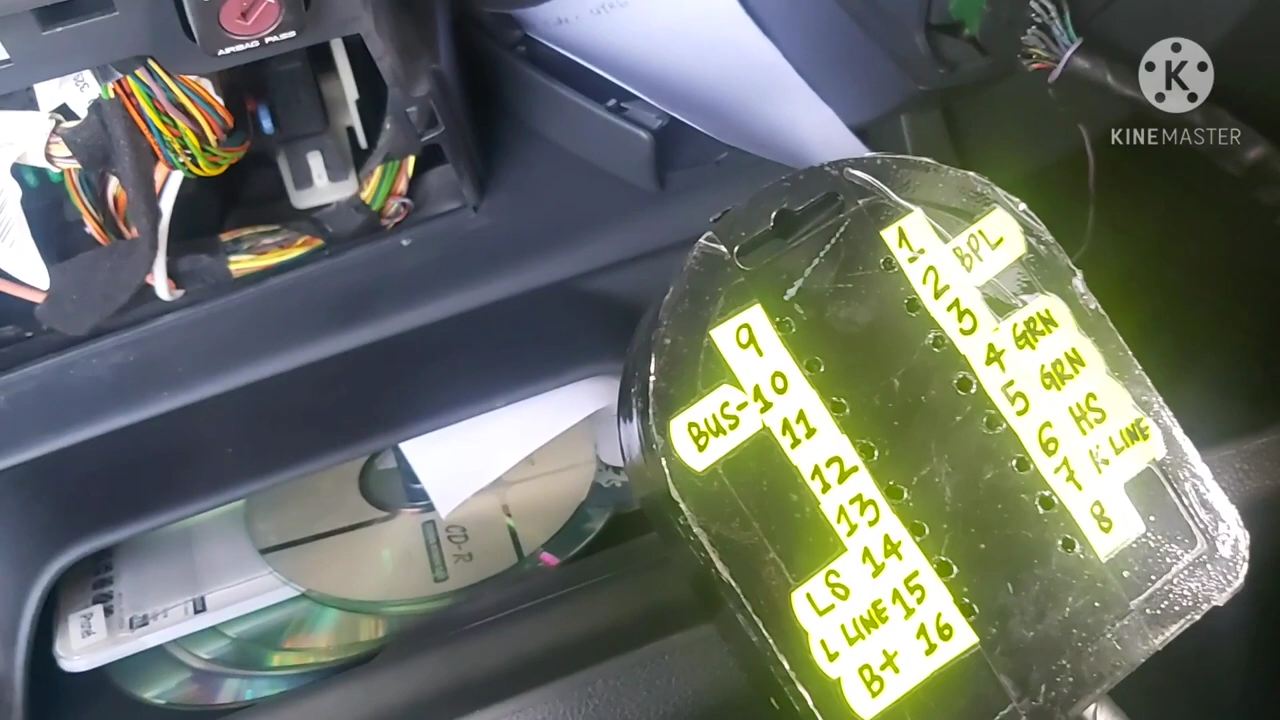 AIRBAG PASS
KINEMASTER
1
2 BPL
3
4 GRN
5 GRN
6 HS
7 K LINE
8
9
BUS-10
11
12
13
LS 14
L LINE 15
B+ 16
CD-R